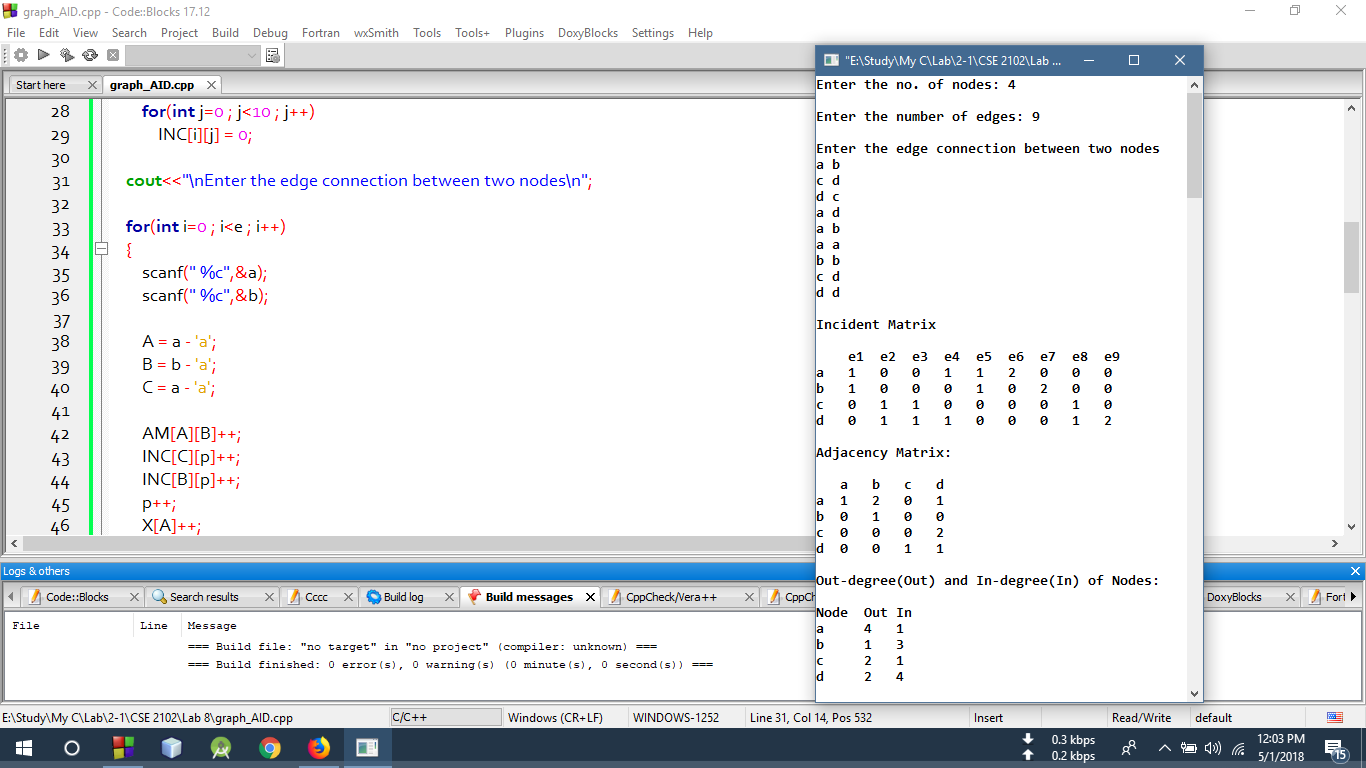 graph_AID.cpp - Code::Blocks 17.12
File Edit View Search Project Build Debug Fortran wxSmith Tools Tools+ Plugins DoxyBlocks Settings Help
Start here graph_AID.cpp
28 for(int j=0 ; j<10 ; j++)
29 INC[i][j] = 0;
30
31 cout<<"\nEnter the edge connection between two nodes\n";
32
33 for(int i=0 ; i<e ; i++)
34 {
35 scanf(" %c",&a);
36 scanf(" %c",&b);
37
38 A = a - 'a';
39 B = b - 'a';
40 C = a - 'a';
41
42 AM[A][B]++;
43 INC[C][p]++;
44 INC[B][p]++;
45 p++;
46 X[A]++;
"E:\Study\My C\Lab\2-1\CSE 2102\Lab ...
Enter the no. of nodes: 4
Enter the number of edges: 9
Enter the edge connection between two nodes
a b
c d
d c
a d
a b
a a
b b
c d
d d
Incident Matrix
e1 e2 e3 e4 e5 e6 e7 e8 e9
a 1 0 0 1 1 2 0 0 0
b 1 0 0 0 1 0 2 0 0
c 0 1 1 0 0 0 0 1 0
d 0 1 1 1 0 0 0 1 2
Adjacency Matrix:
a b c d
a 1 2 0 1
b 0 1 0 0
c 0 0 0 2
d 0 0 1 1
Out-degree(Out) and In-degree(In) of Nodes:
Node Out In
a 4 1
b 1 3
c 2 1
d 2 4
Logs & others
Code::Blocks Search results Cccc Build log Build messages CppCheck/Vera++ CppCh DoxyBlocks Fort
File Line Message
=== Build file: "no target" in "no project" (compiler: unknown) ===
=== Build finished: 0 error(s), 0 warning(s) (0 minute(s), 0 second(s)) ===
E:\Study\My C\Lab\2-1\CSE 2102\Lab 8\graph_AID.cpp C/C++ Windows (CR+LF) WINDOWS-1252 Line 31, Col 14, Pos 532 Insert Read/Write default
0.3 kbps
0.2 kbps
12:03 PM
5/1/2018
15